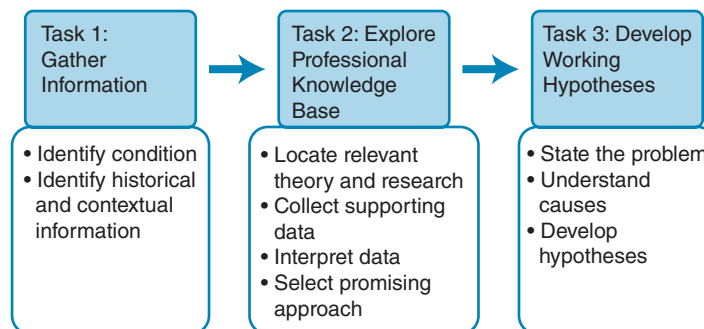 Task 1:
Gather
Information
Task 2: Explore
Professional
Knowledge
Base
Task 3: Develop
Working
Hypotheses
• Identify condition
• Identify historical
and contextual
information
• Locate relevant
theory and research
• Collect supporting
data
• Interpret data
• Select promising
approach
• State the problem
• Understand
causes
• Develop
hypotheses